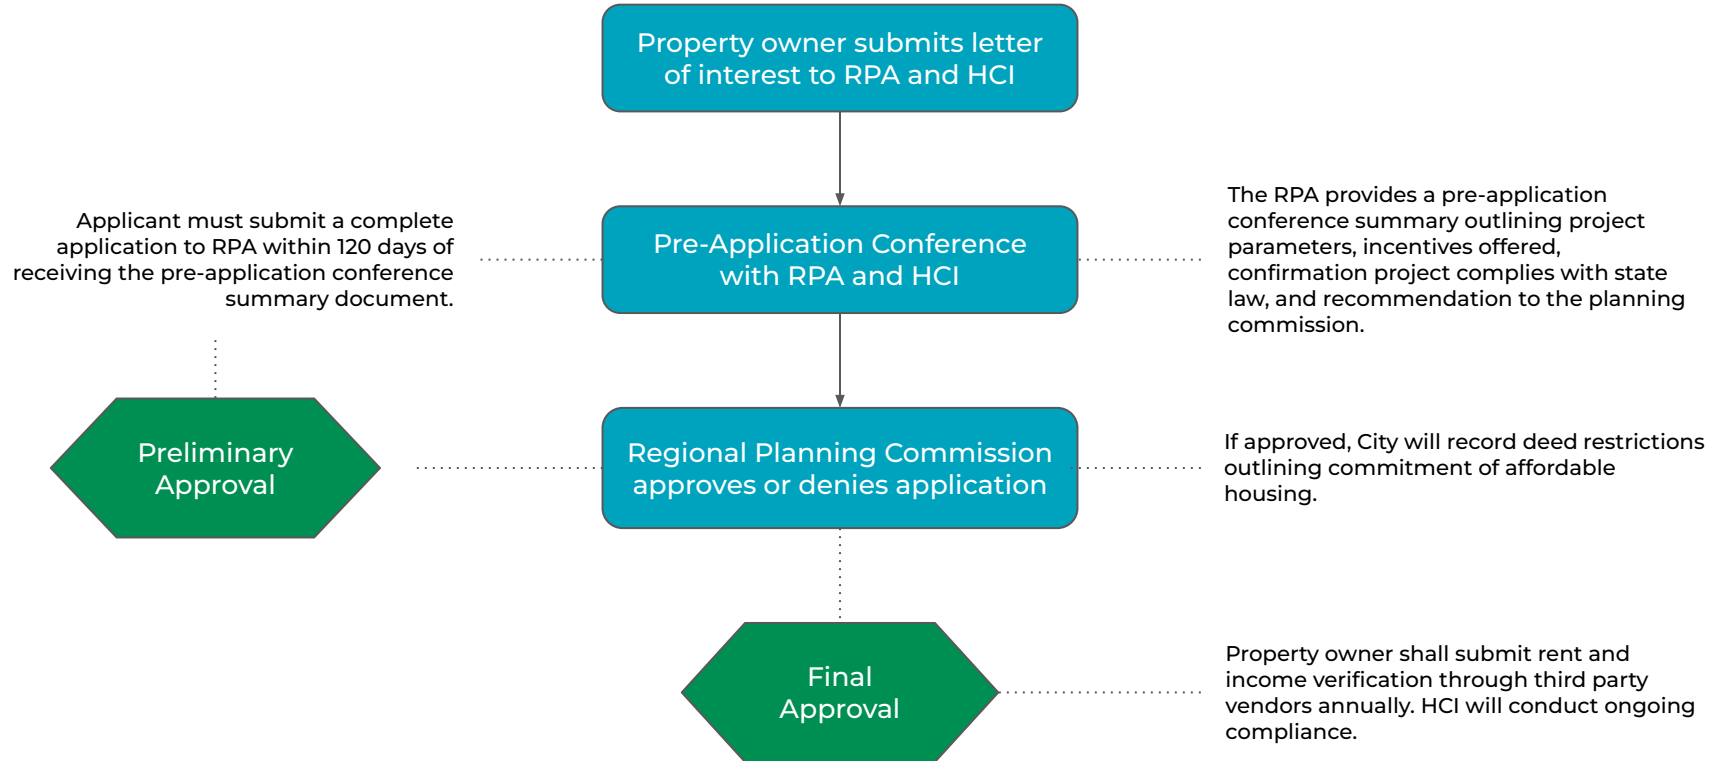 Property owner submits letter
of interest to RPA and HCI
Applicant must submit a complete
application to RPA within 120 days of
receiving the pre-application conference
summary document.
Pre-Application Conference
with RPA and HCI
The RPA provides a pre-application
conference summary outlining project
parameters, incentives offered,
confirmation project complies with state
law, and recommendation to the planning
commission.
Preliminary
Approval
Regional Planning Commission
approves or denies application
If approved, City will record deed restrictions
outlining commitment of affordable
housing.
Final
Approval
Property owner shall submit rent and
income verification through third party
vendors annually. HCI will conduct ongoing
compliance.